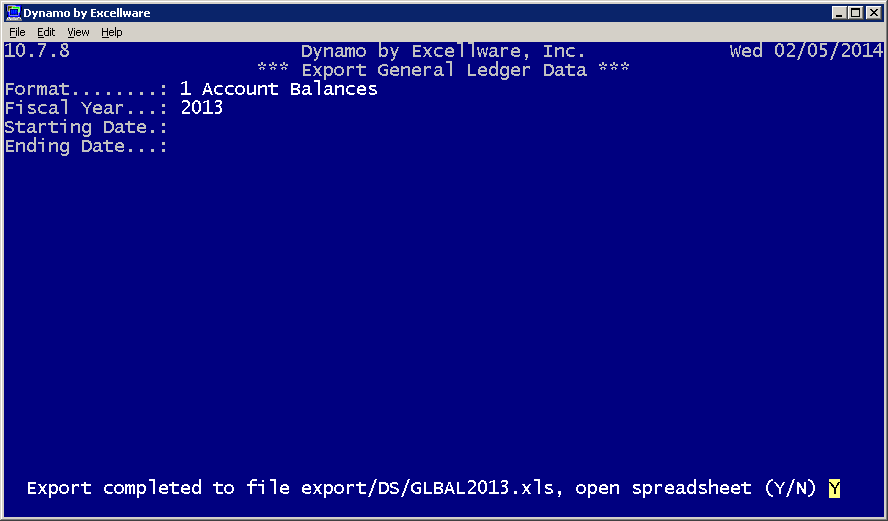 Dynamo by Excellware
File Edit View Help
10.7.8 Dynamo by Excellware, Inc. Wed 02/05/2014
*** Export General Ledger Data ***
Format........: 1 Account Balances
Fiscal Year...: 2013
Starting Date.:
Ending Date...:
Export completed to file export/DS/GLBAL2013.xls, open spreadsheet (Y/N) Y